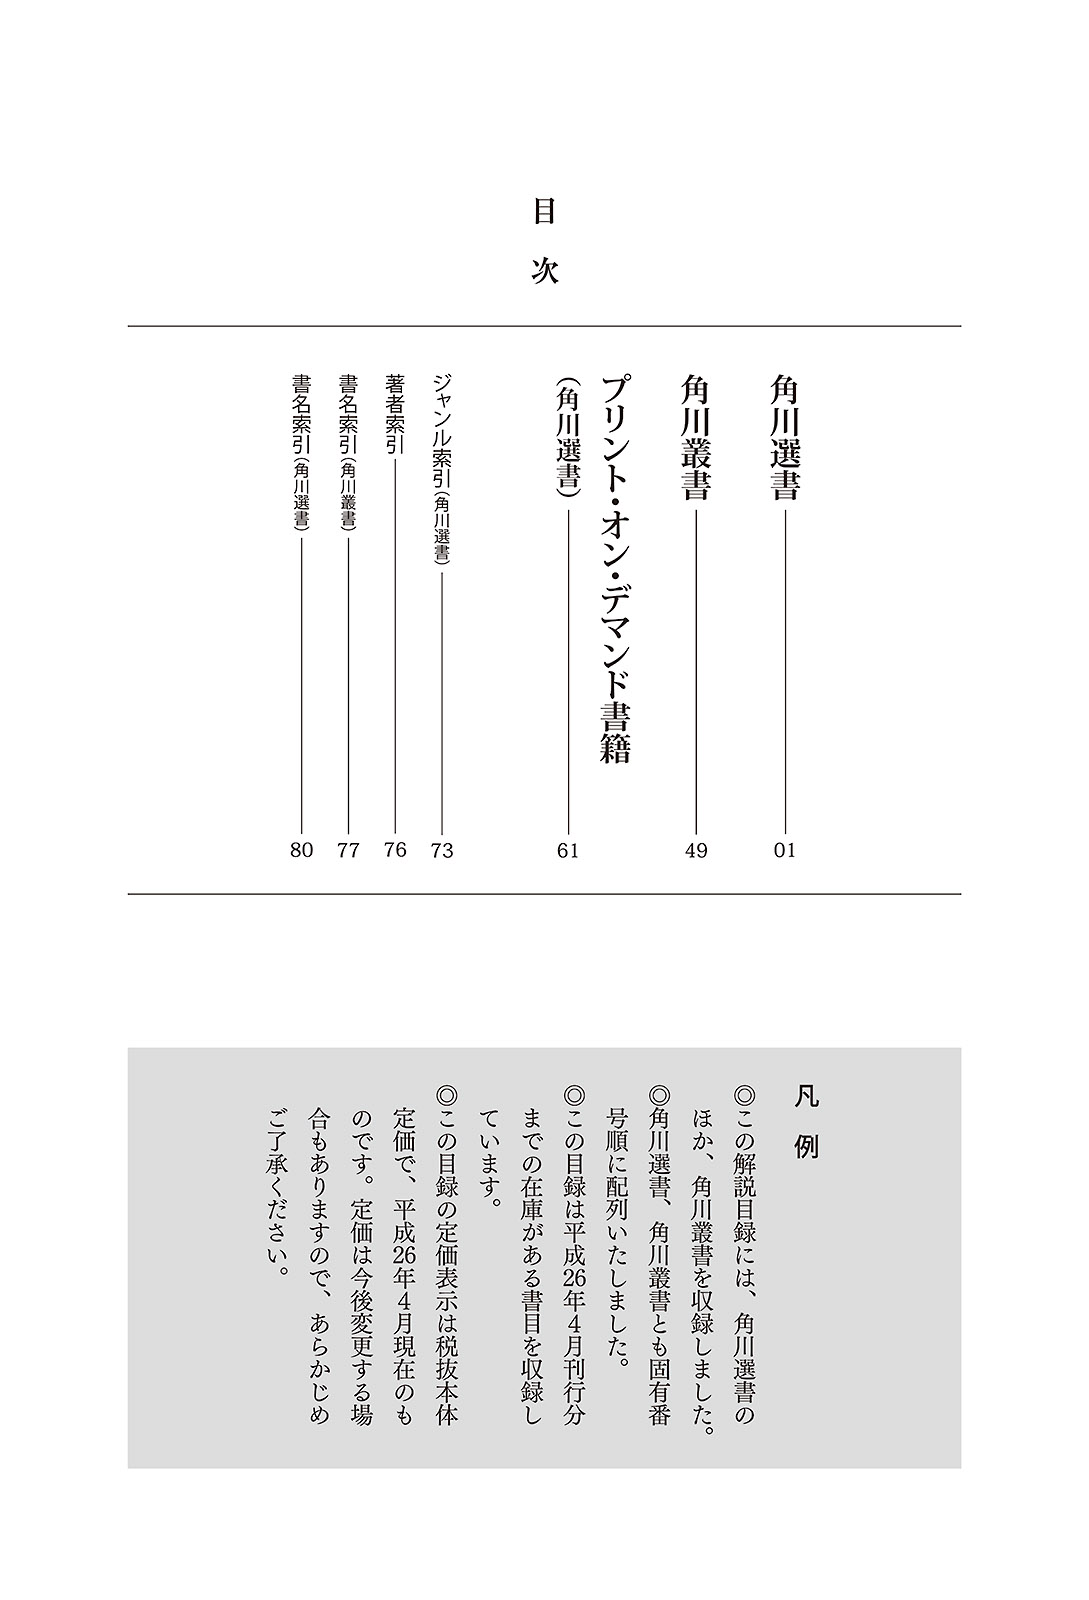 目次
角川選書 01
角川叢書 49
プリント・オン・デマンド書籍
(角川選書) 61
ジャンル索引(角川選書) 73
著者索引 76
書名索引(角川叢書) 77
書名索引(角川選書) 80
凡例
◎この解説目録には、角川選書の
ほか、角川叢書を収録しました。
◎角川選書、角川叢書とも固有番
号順に配列いたしました。
◎この目録は平成26年4月刊行分
までの在庫がある書目を収録し
ています。
◎この目録の定価表示は税抜本体
定価で、平成26年4月現在のも
のです。定価は今後変更する場
合もありますので、あらかじめ
ご了承ください。